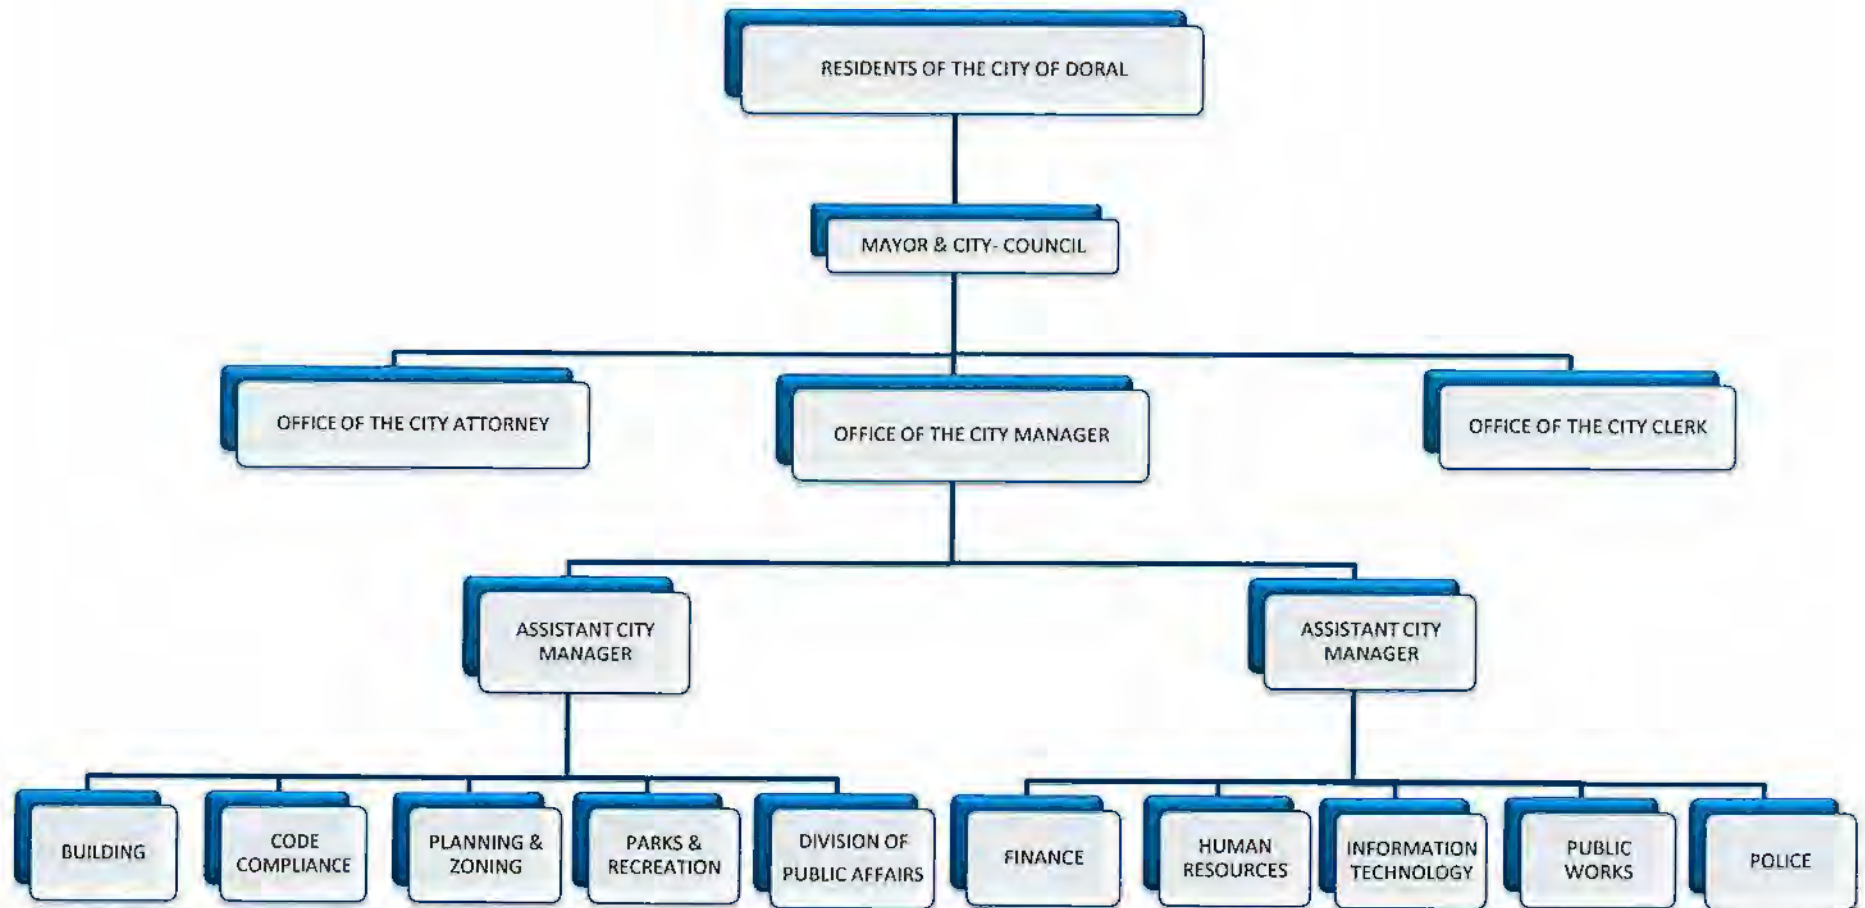 RESIDENTS OF THE CITY OF DORAL
MAYOR & CITY- COUNCIL
OFFICE OF THE CITY ATTORNEY
OFFICE OF THE CITY MANAGER
OFFICE OF THE CITY CLERK
ASSISTANT CITY
MANAGER
ASSISTANT CITY
MANAGER
BUILDING
CODE
COMPLIANCE
PLANNING &
ZONING
PARKS &
RECREATION
DIVISION OF
PUBLIC AFFAIRS
FINANCE
HUMAN
RESOURCES
INFORMATION
TECHNOLOGY
PUBLIC
WORKS
POLICE